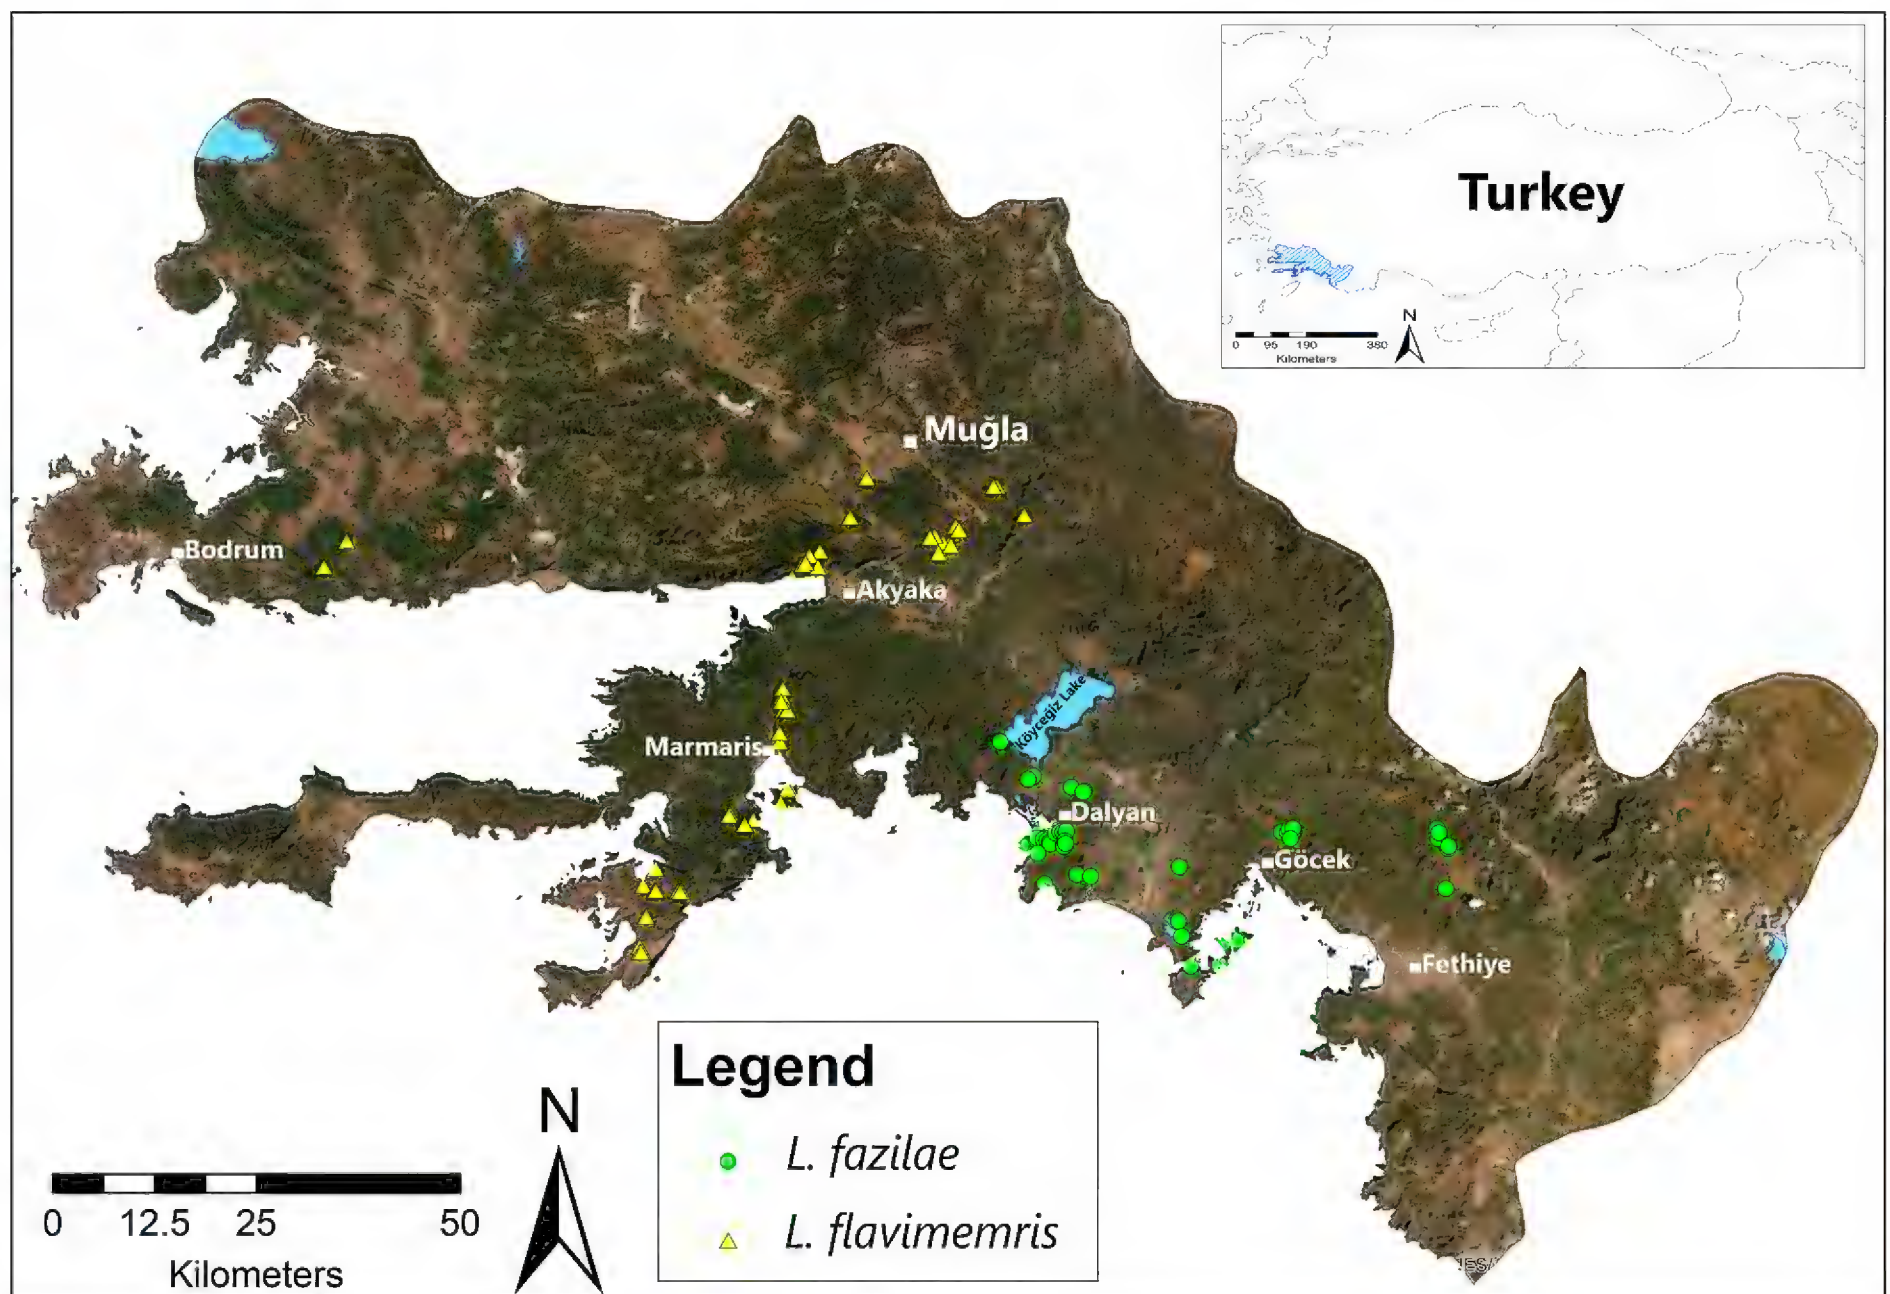 Turkey
N
0 95 190 380
Kilometers
Muğla
Bodrum
Akyaka
Köyceğiz Lake
Marmaris
Dalyan
Göcek
Fethiye
Legend
L. fazilae
L. flavimemris
N
0 12.5 25 50
Kilometers